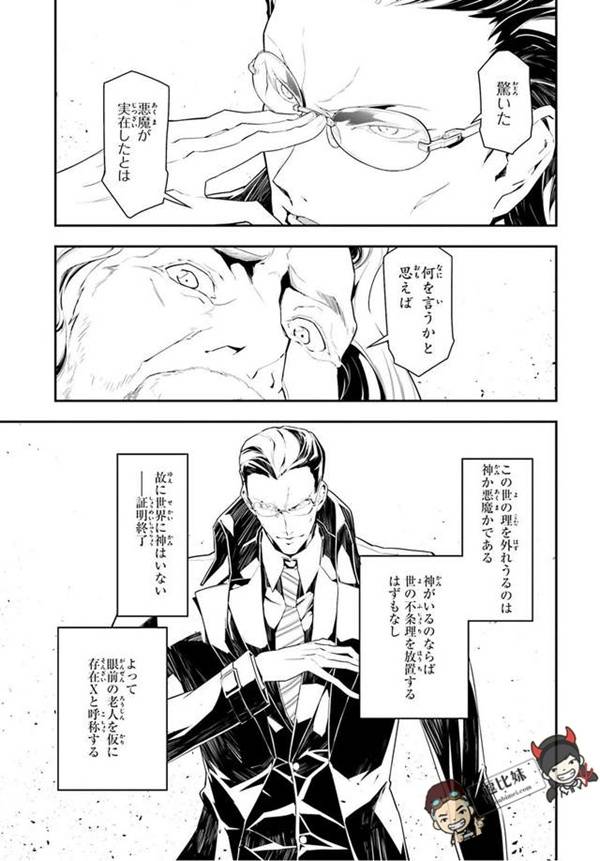 驚いた
悪魔が
実在したとは
何を言うかと
思えば
この世の理を外れうるのは
神か悪魔かである
神がいるのならば
世の不条理を放置する
はずもなし
故に世界に神はいない
──証明終了
よって
眼前の老人を仮に
存在Xと呼称する